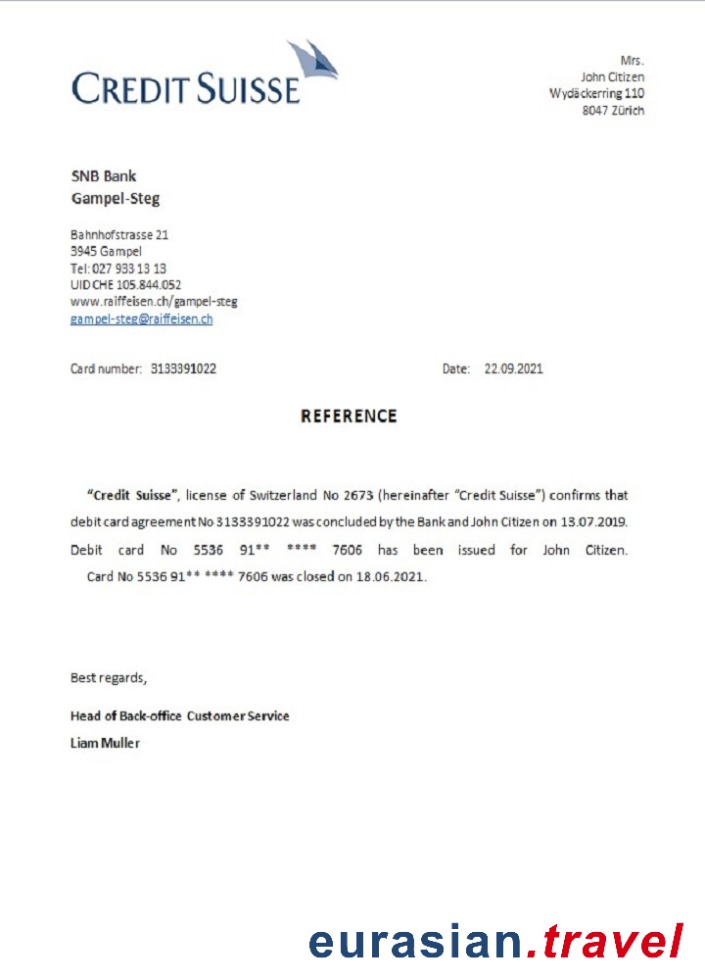 CREDIT SUISSE
Mrs.
John Citizen
Wydäckerring 110
8047 Zürich
SNB Bank
Gampel-Steg
Bahnhofstrasse 21
3945 Gampel
Tel: 027 933 13 13
UID CHE 105.844.052
www.raiffeisen.ch/gampel-steg
gampel-steg@raiffeisen.ch
Card number: 3133391022 Date: 22.09.2021
REFERENCE
“Credit Suisse”, license of Switzerland No 2673 (hereinafter “Credit Suisse”) confirms that
debit card agreement No 3133391022 was concluded by the Bank and John Citizen on 13.07.2019.
Debit card No 5536 91** **** 7606 has been issued for John Citizen.
Card No 5536 91** **** 7606 was closed on 18.06.2021.
Best regards,
Head of Back-office Customer Service
Liam Muller
eurasian.travel